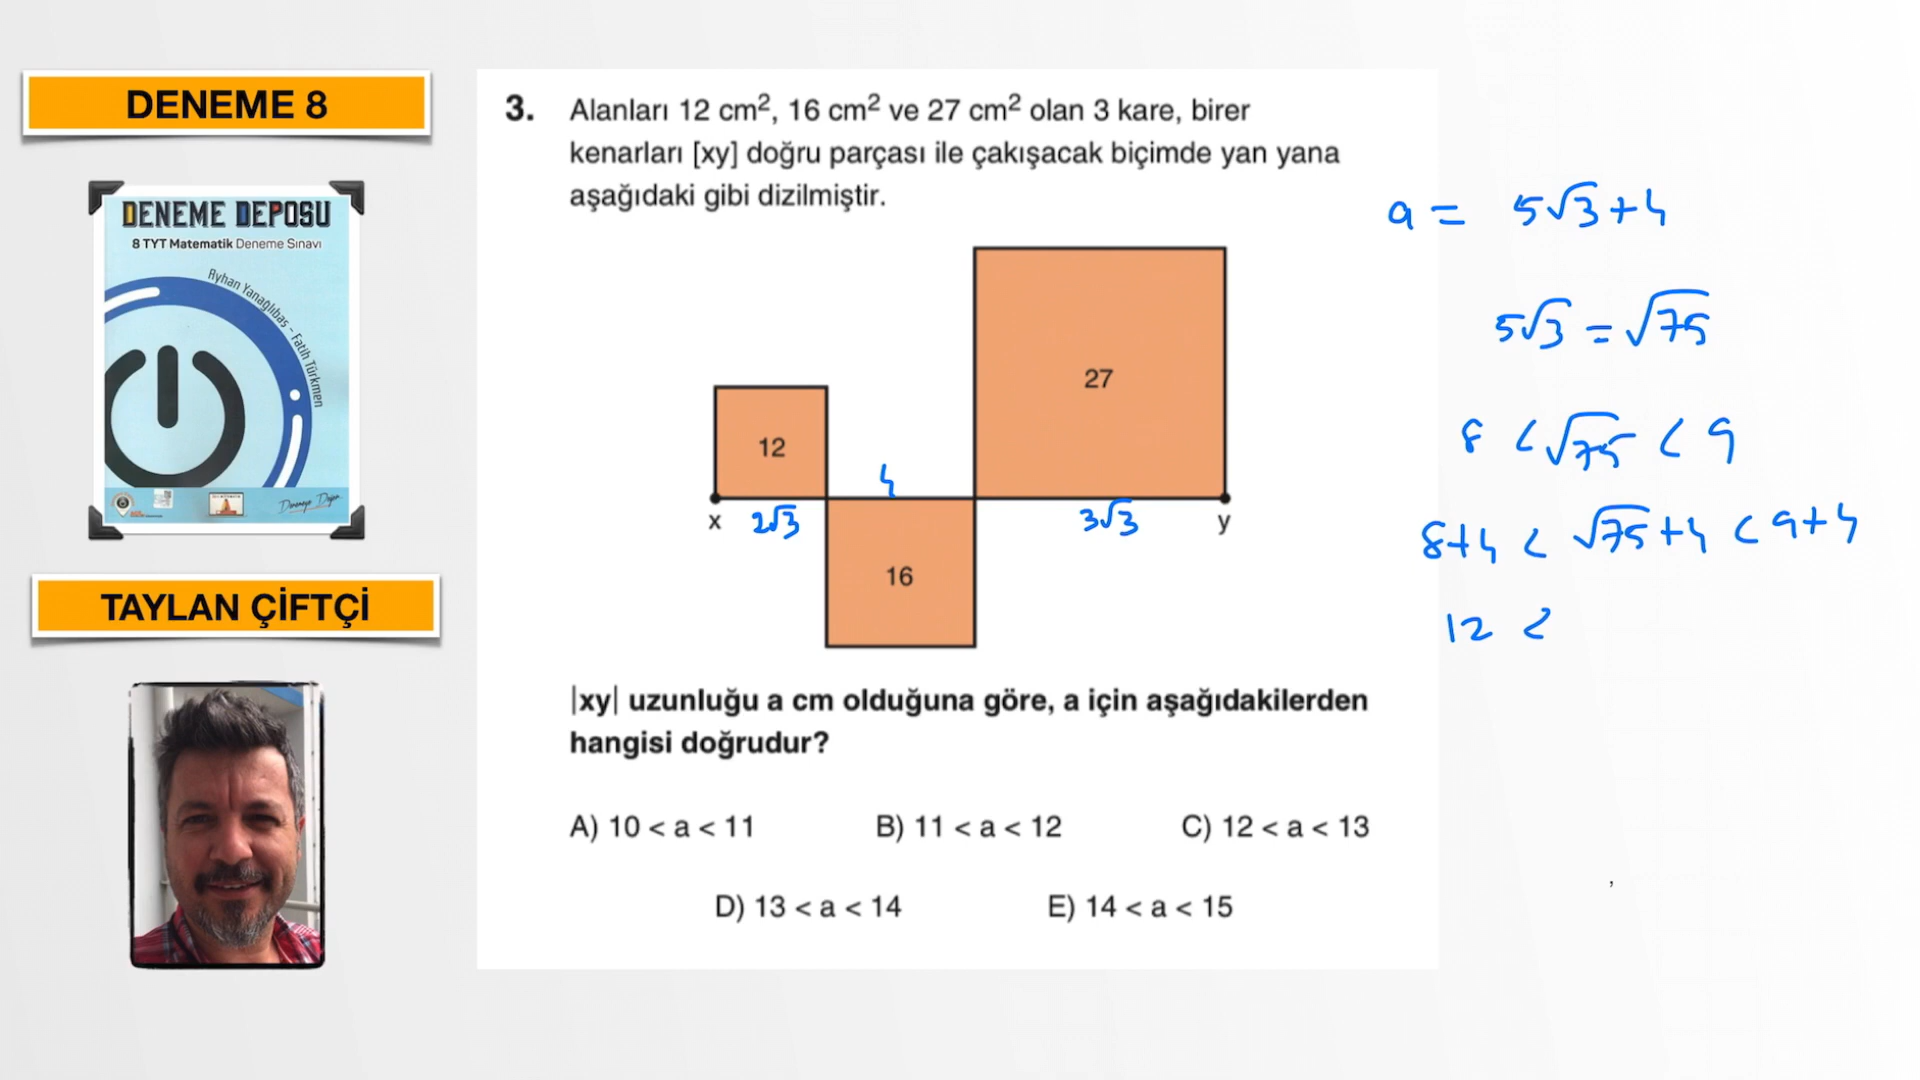 DENEME 8
DENEME DEPOSU
8 TYT Matematik Deneme Sınavı
Ayhan Yanağlıbaş - Fatih Türkmen
TAYLAN ÇİFTÇİ
3. Alanları 12 cm², 16 cm² ve 27 cm² olan 3 kare, birer
kenarları [xy] doğru parçası ile çakışacak biçimde yan yana
aşağıdaki gibi dizilmiştir.
27
12
4
x 2√3 3√3 y
16
|xy| uzunluğu a cm olduğuna göre, a için aşağıdakilerden
hangisi doğrudur?
A) 10 < a < 11 B) 11 < a < 12 C) 12 < a < 13
D) 13 < a < 14 E) 14 < a < 15
a = 5√3+4
5√3 = √75
8 < √75 < 9
8+4 < √75+4 < 9+4
12 <